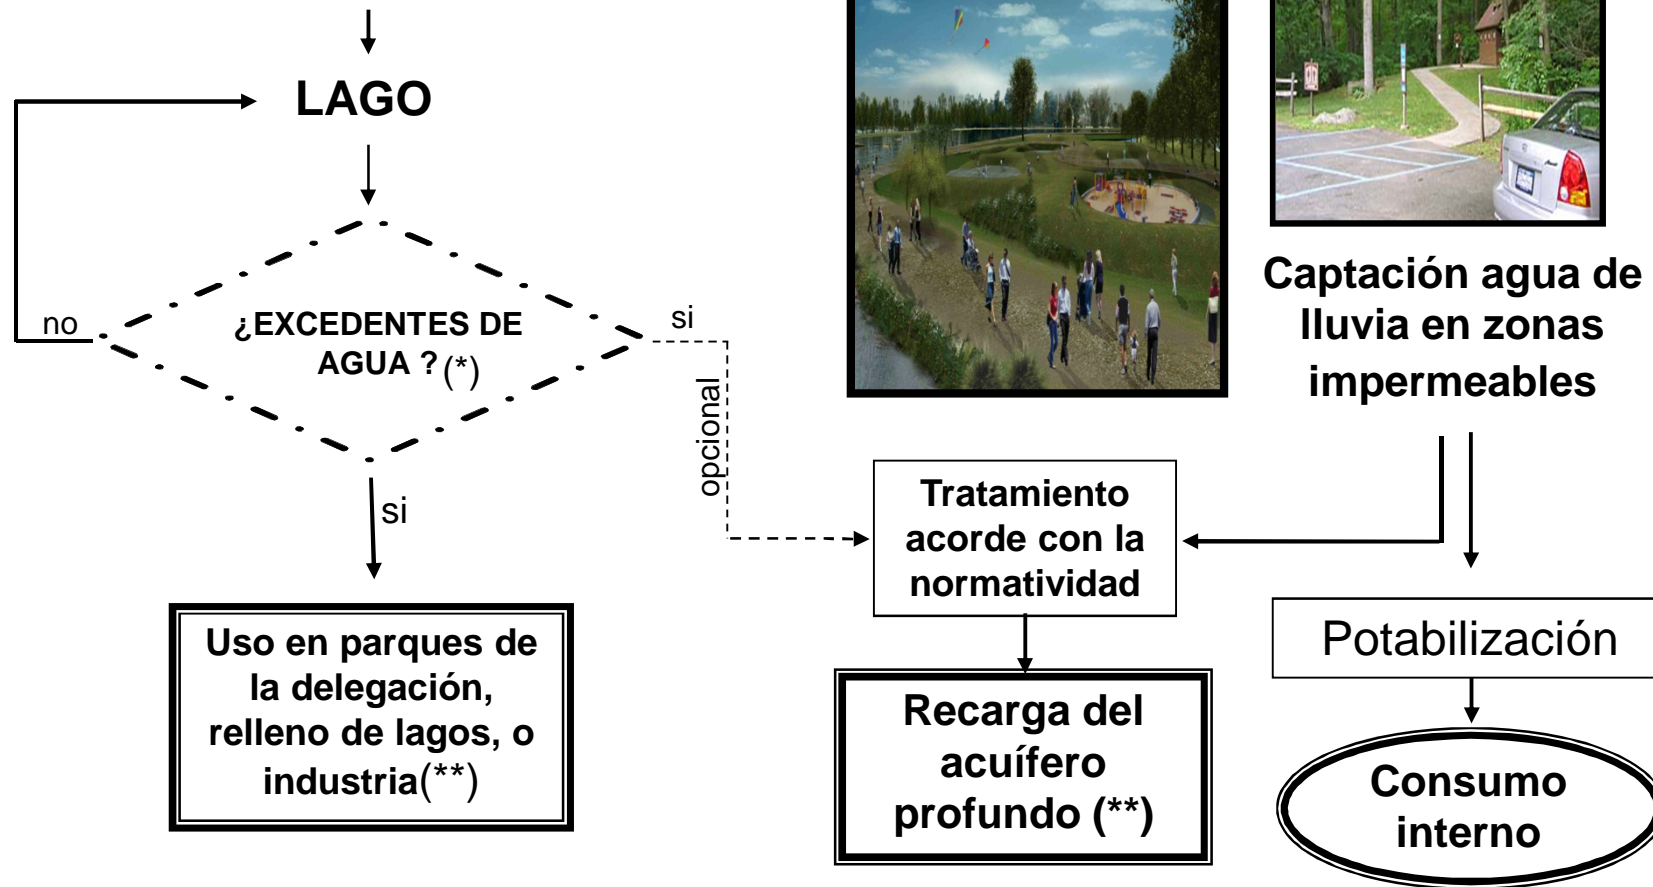 LAGO
no
¿EXCEDENTES DE
AGUA ?(*)
si
opcional
si
Uso en parques de
la delegación,
relleno de lagos, o
industria(**)
Captación agua de
lluvia en zonas
impermeables
Tratamiento
acorde con la
normatividad
Recarga del
acuífero
profundo (**)
Potabilización
Consumo
interno